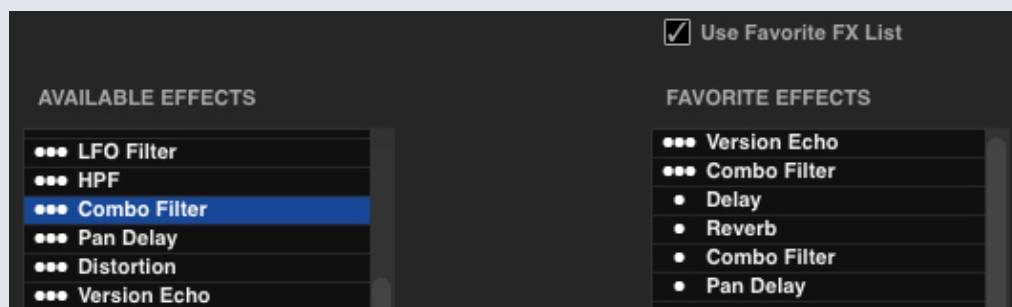 Use Favorite FX List
AVAILABLE EFFECTS
LFO Filter
HPF
Combo Filter
Pan Delay
Distortion
Version Echo
FAVORITE EFFECTS
Version Echo
Combo Filter
Delay
Reverb
Combo Filter
Pan Delay